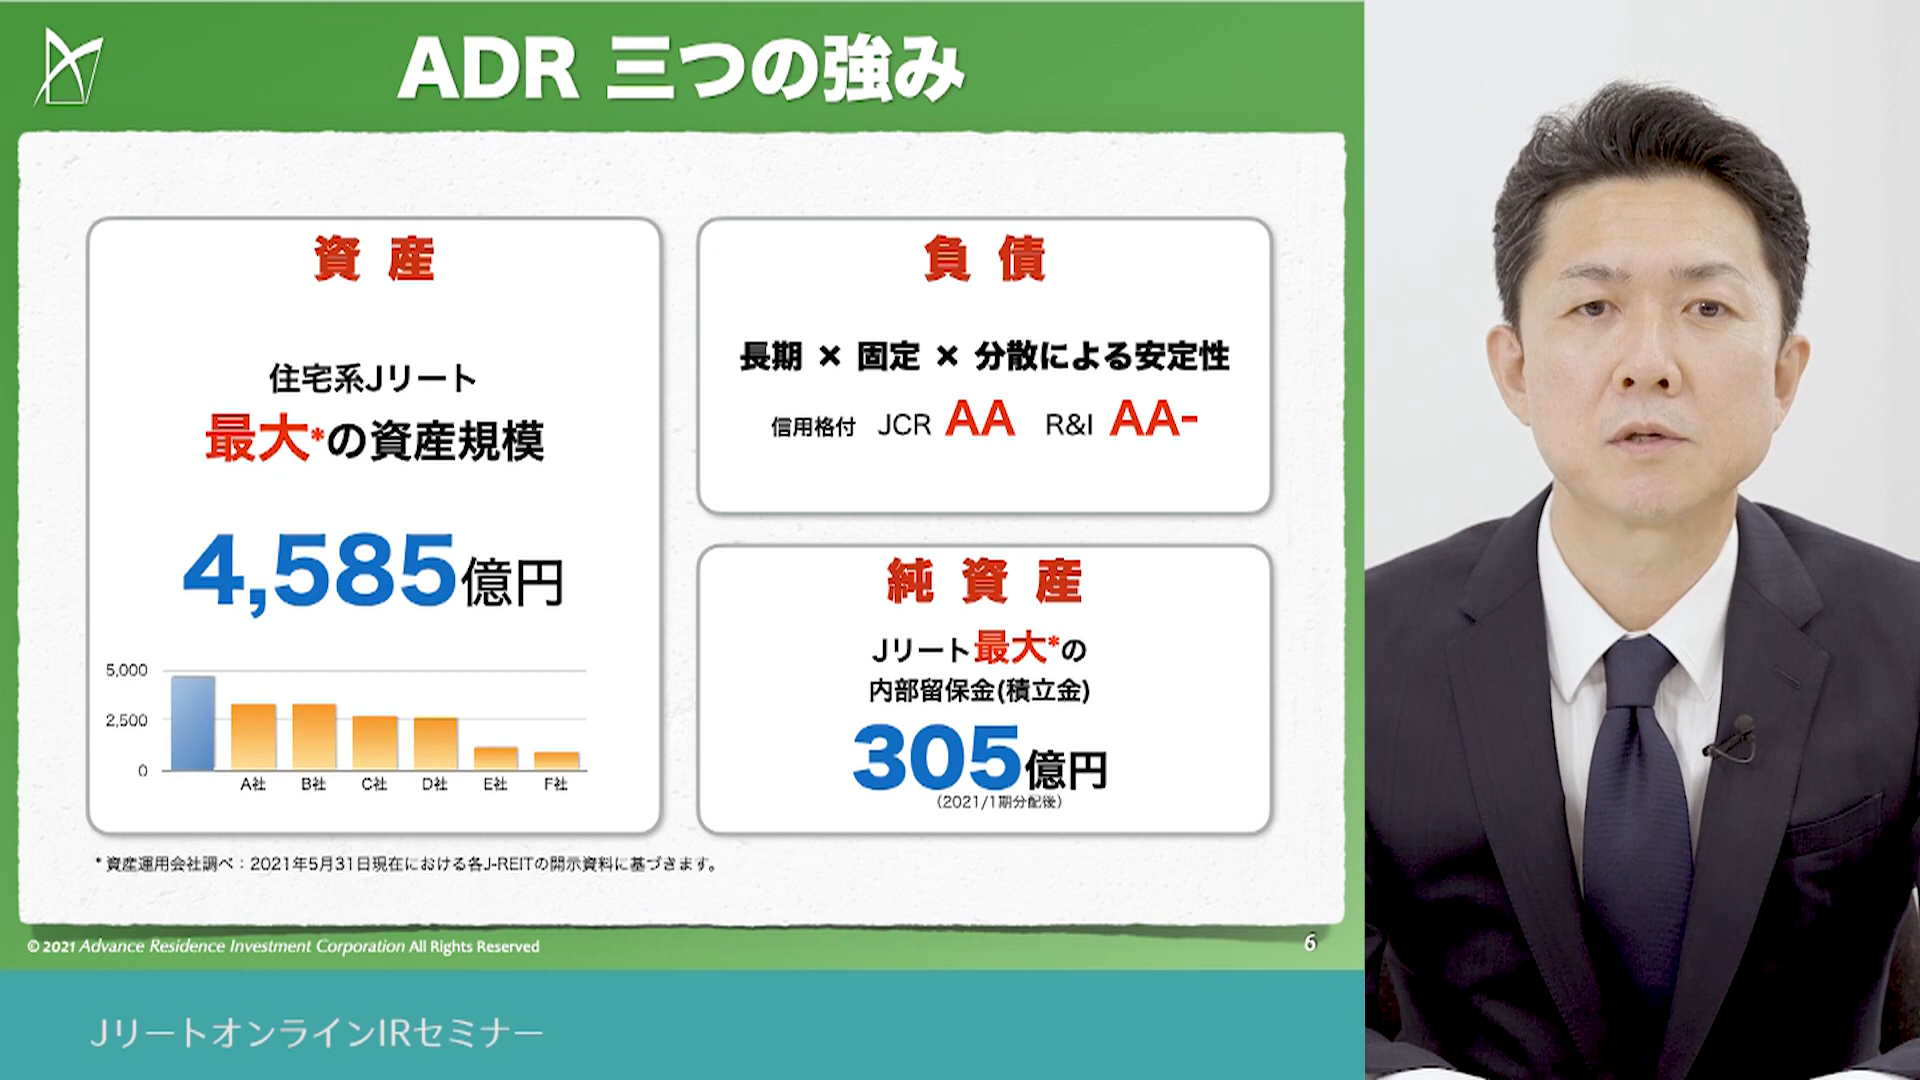 ADR 三つの強み
資 産
住宅系Jリート
最大*の資産規模
4,585億円
5,000
2,500
0
A社 B社 C社 D社 E社 F社
負 債
長期 × 固定 × 分散による安定性
信用格付 JCR AA R&I AA-
純 資 産
Jリート最大*の
内部留保金(積立金)
305億円
(2021/1期分配後)
* 資産運用会社調べ：2021年5月31日現在における各J-REITの開示資料に基づきます。
© 2021 Advance Residence Investment Corporation All Rights Reserved
6
JリートオンラインIRセミナー